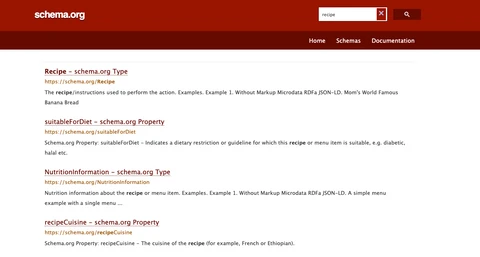 schema.org
recipe
Home Schemas Documentation
Recipe - schema.org Type
https://schema.org/Recipe
The recipe/instructions used to perform the action. Examples. Example 1. Without Markup Microdata RDFa JSON-LD. Mom's World Famous
Banana Bread
suitableForDiet - schema.org Property
https://schema.org/suitableForDiet
Schema.org Property: suitableForDiet - Indicates a dietary restriction or guideline for which this recipe or menu item is suitable, e.g. diabetic,
halal etc.
NutritionInformation - schema.org Type
https://schema.org/NutritionInformation
Nutrition information about the recipe or menu item. Examples. Example 1. Without Markup Microdata RDFa JSON-LD. A simple menu
example with a single menu ...
recipeCuisine - schema.org Property
https://schema.org/recipeCuisine
Schema.org Property: recipeCuisine - The cuisine of the recipe (for example, French or Ethiopian).